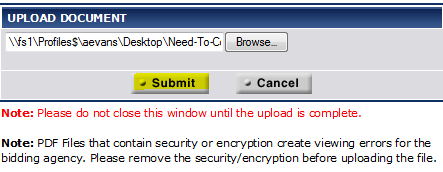 UPLOAD DOCUMENT
\\fs1\Profiles$\aevans\Desktop\Need-To-C Browse...
Submit Cancel
Note: Please do not close this window until the upload is complete.
Note: PDF Files that contain security or encryption create viewing errors for the
bidding agency. Please remove the security/encryption before uploading the file.